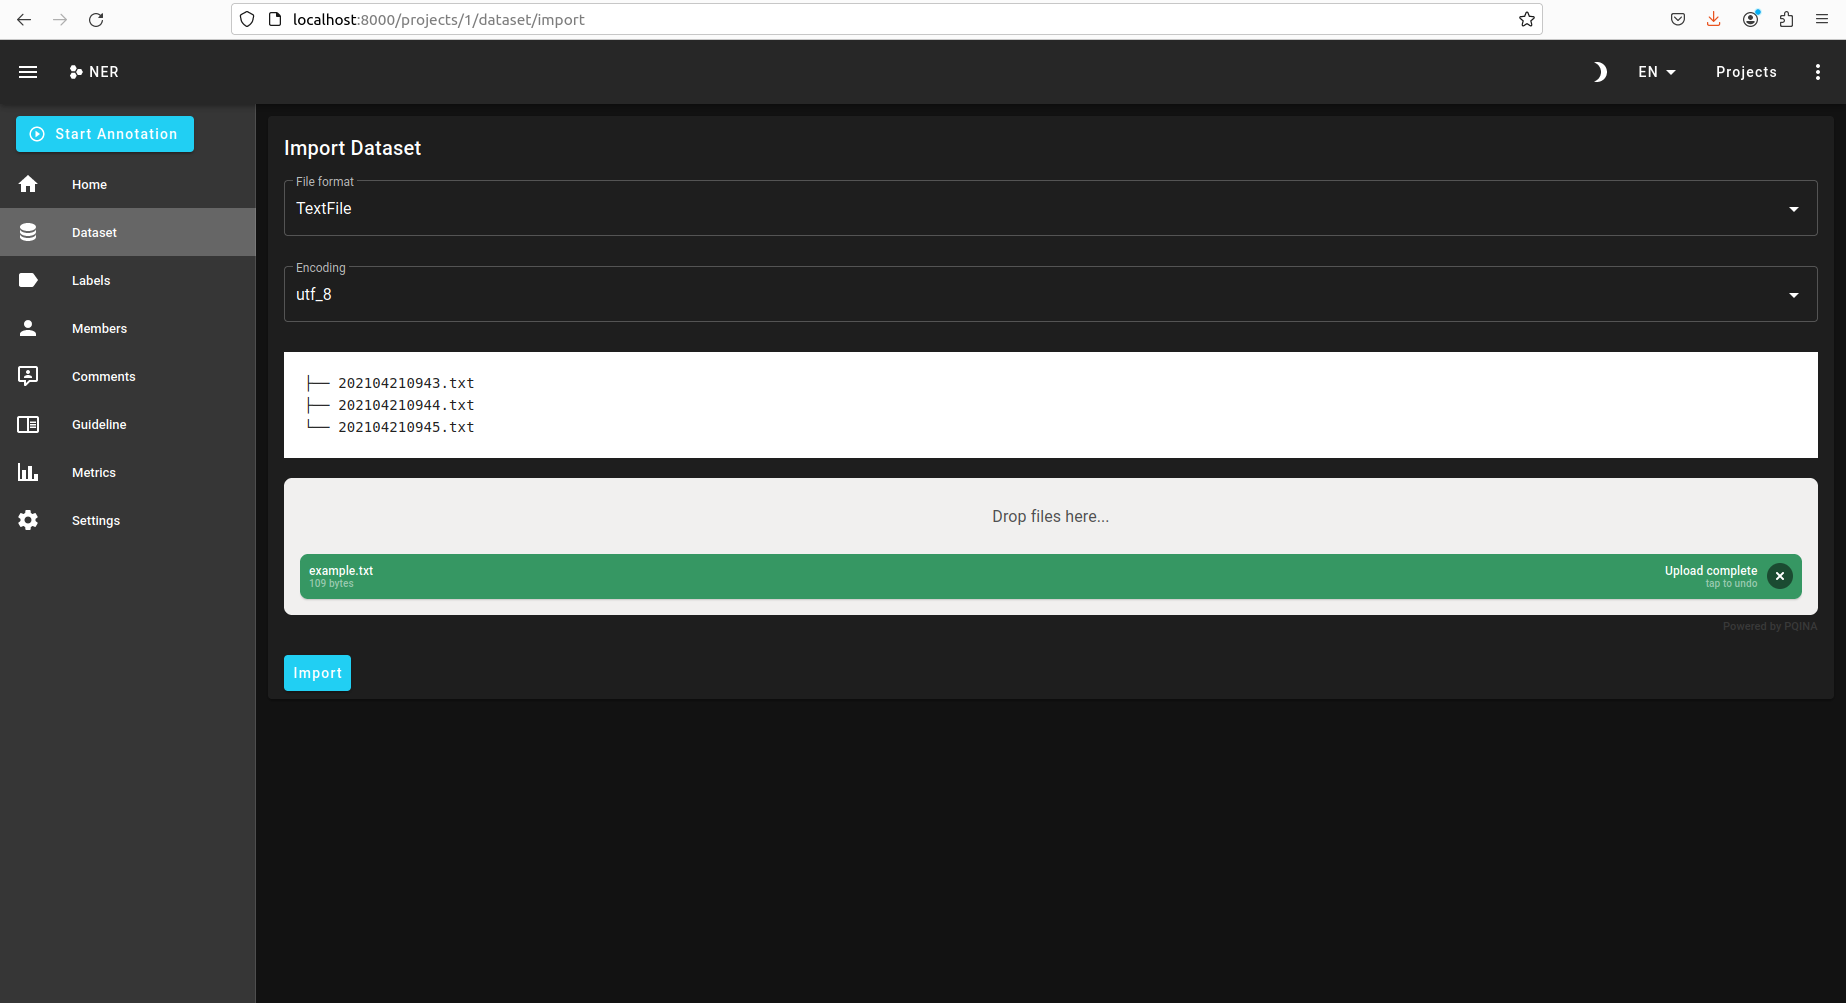 localhost:8000/projects/1/dataset/import
NER
EN
Projects
Start Annotation
Home
Dataset
Labels
Members
Comments
Guideline
Metrics
Settings
Import Dataset
File format
TextFile
Encoding
utf_8
├── 202104210943.txt
├── 202104210944.txt
└── 202104210945.txt
Drop files here...
example.txt
109 bytes
Upload complete
tap to undo
Powered by PQINA
Import